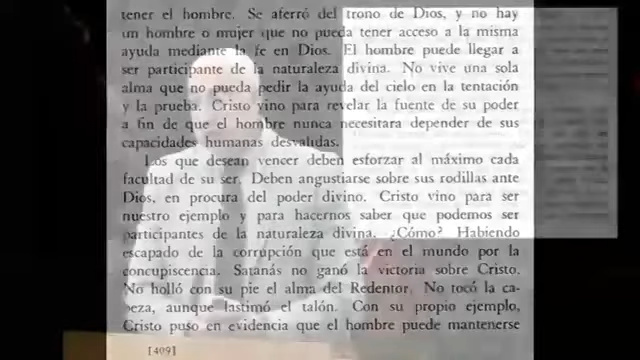 tener el hombre. Se aferró del trono de Dios, y no hay
un hombre o mujer que no pueda tener acceso a la misma
ayuda mediante la fe en Dios. El hombre puede llegar a
ser participante de la naturaleza divina. No vive una sola
alma que no pueda pedir la ayuda del cielo en la tentación
y la prueba. Cristo vino para revelar la fuente de su poder
a fin de que el hombre nunca necesitara depender de sus
capacidades humanas desvalidas.
Los que desean vencer deben esforzar al máximo cada
facultad de su ser. Deben angustiarse sobre sus rodillas ante
Dios, en procura del poder divino. Cristo vino para ser
nuestro ejemplo y para hacernos saber que podemos ser
participantes de la naturaleza divina. ¿Cómo? Habiendo
escapado de la corrupción que está en el mundo por la
concupiscencia. Satanás no ganó la victoria sobre Cristo.
No holló con su pie el alma del Redentor. No tocó la ca-
beza, aunque lastimó el talón. Con su propio ejemplo,
Cristo puso en evidencia que el hombre puede mantenerse
[409]